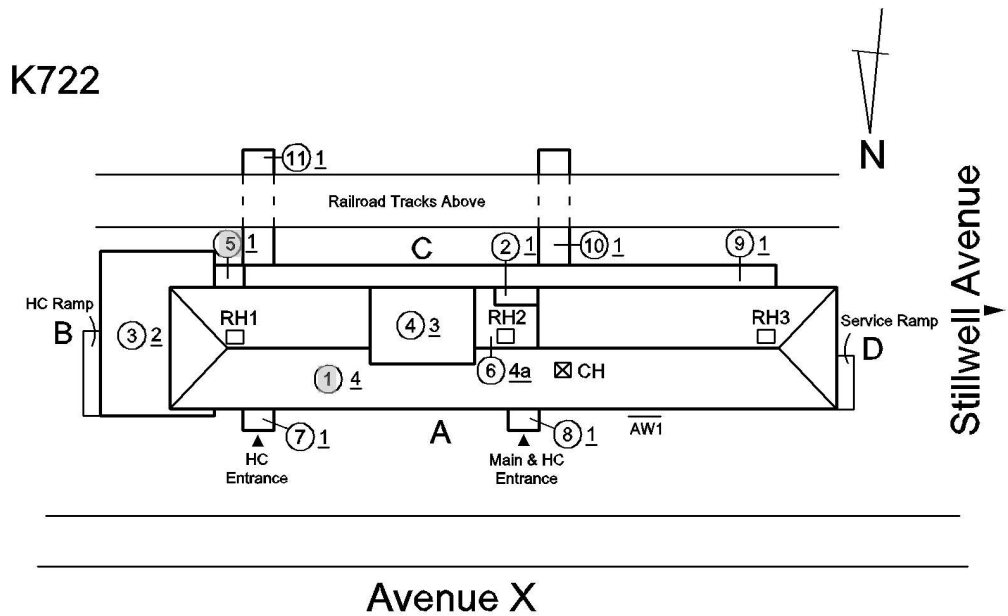 K722
N
Stillwell Avenue
11 1
Railroad Tracks Above
5 1
C
2 1
10 1
9 1
HC Ramp
B
3 2
RH1
4 3
RH2
RH3
Service Ramp
D
1 4
6 4a
CH
7 1
A
8 1
AW1
HC
Entrance
Main & HC
Entrance
Avenue X